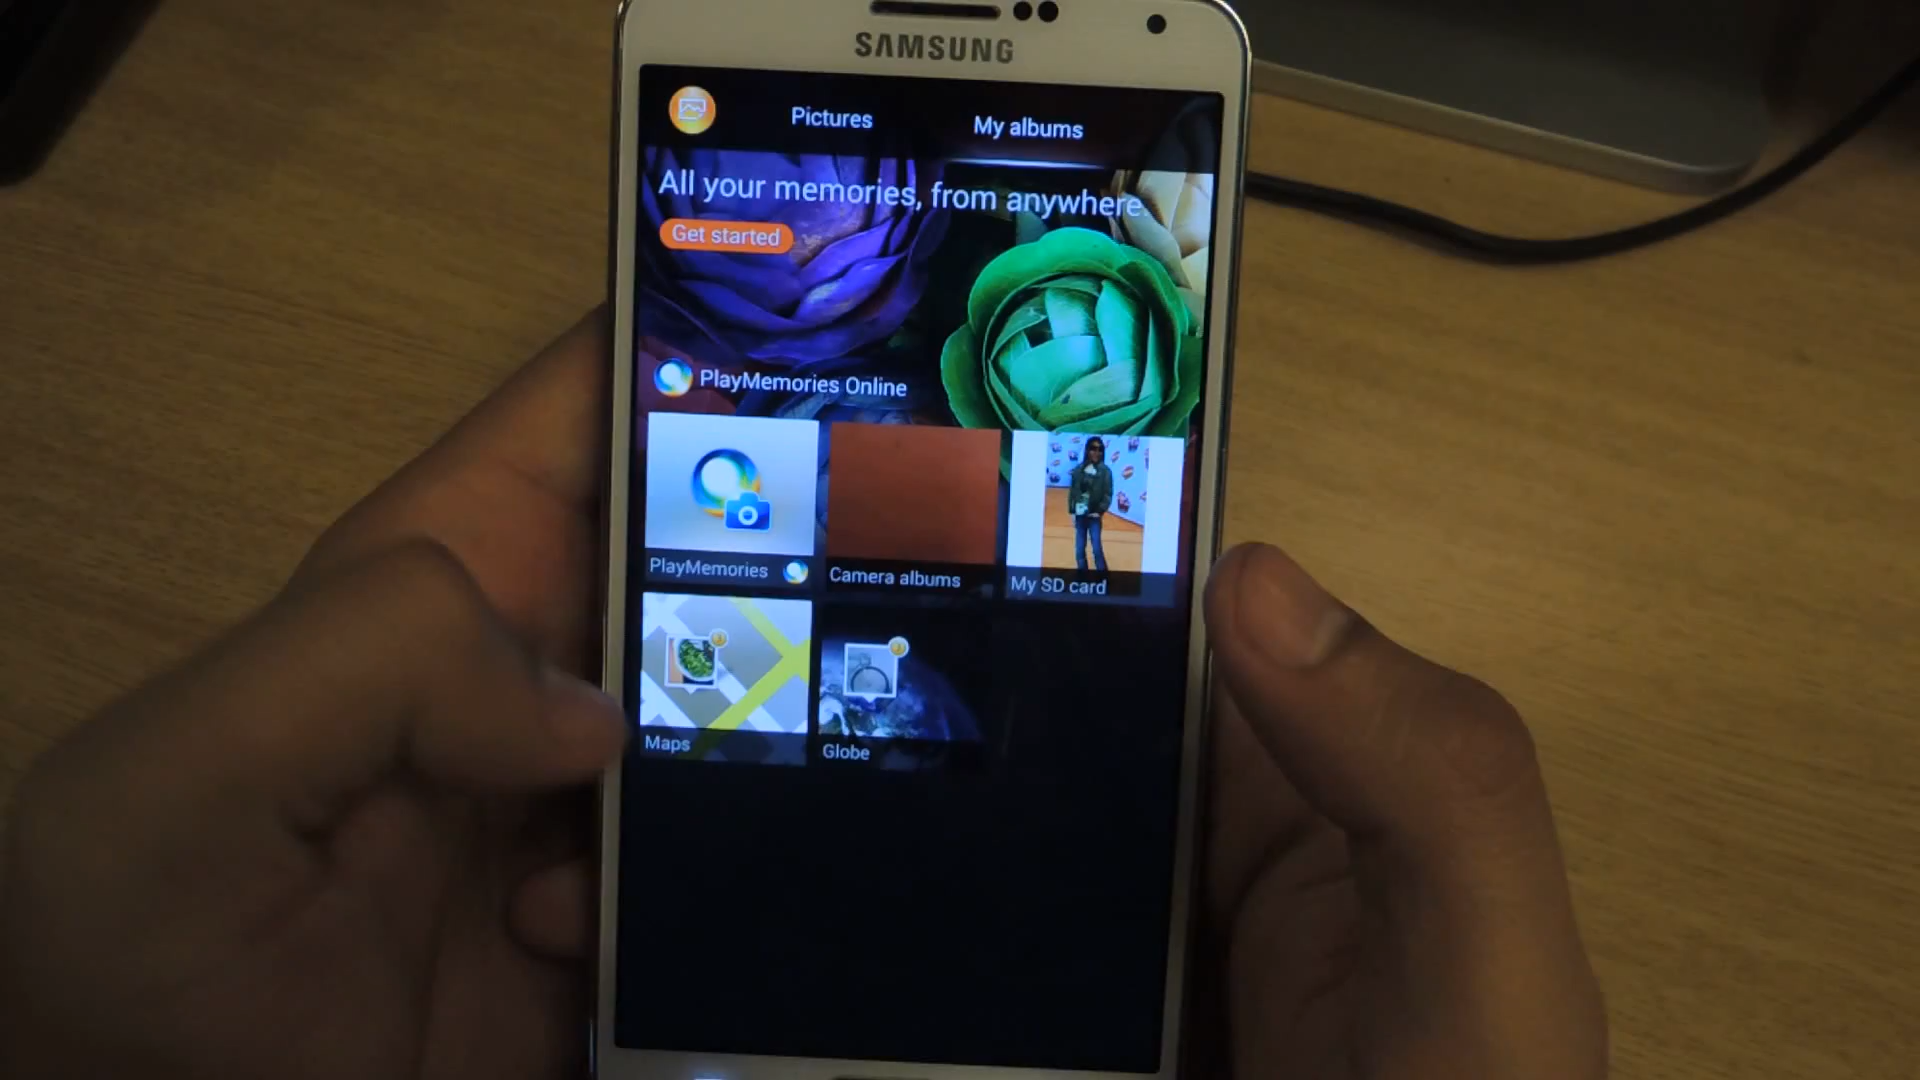 SAMSUNG
Pictures
My albums
All your memories, from anywhere.
Get started
PlayMemories Online
PlayMemories
Camera albums
My SD card
Maps
Globe